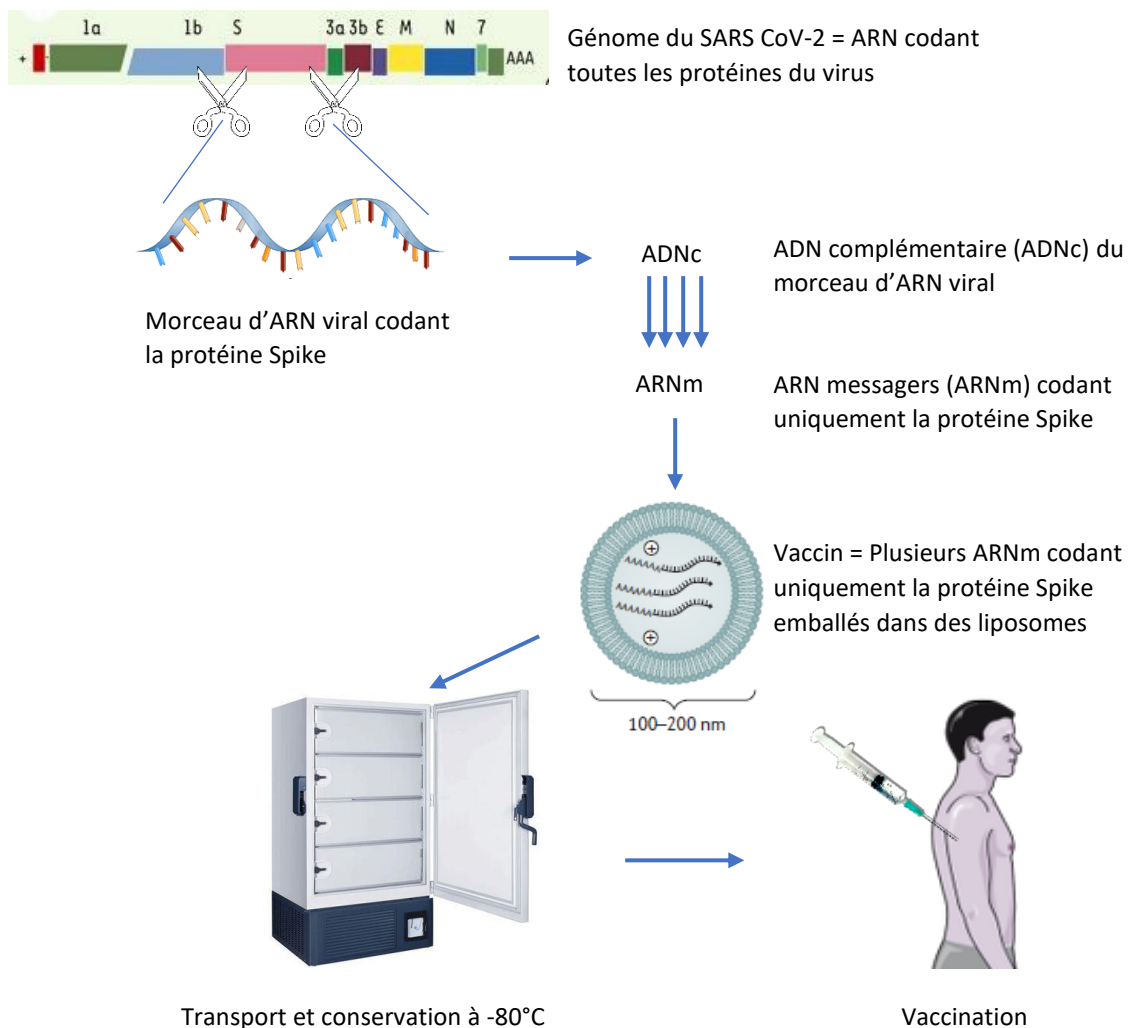 1a 1b S 3a 3b E M N 7
+ AAA
Génome du SARS CoV-2 = ARN codant
toutes les protéines du virus
Morceau d'ARN viral codant
la protéine Spike
ADNc
ADN complémentaire (ADNc) du
morceau d'ARN viral
ARNm
ARN messagers (ARNm) codant
uniquement la protéine Spike
Vaccin = Plusieurs ARNm codant
uniquement la protéine Spike
emballés dans des liposomes
+
+
100–200 nm
Transport et conservation à -80°C
Vaccination